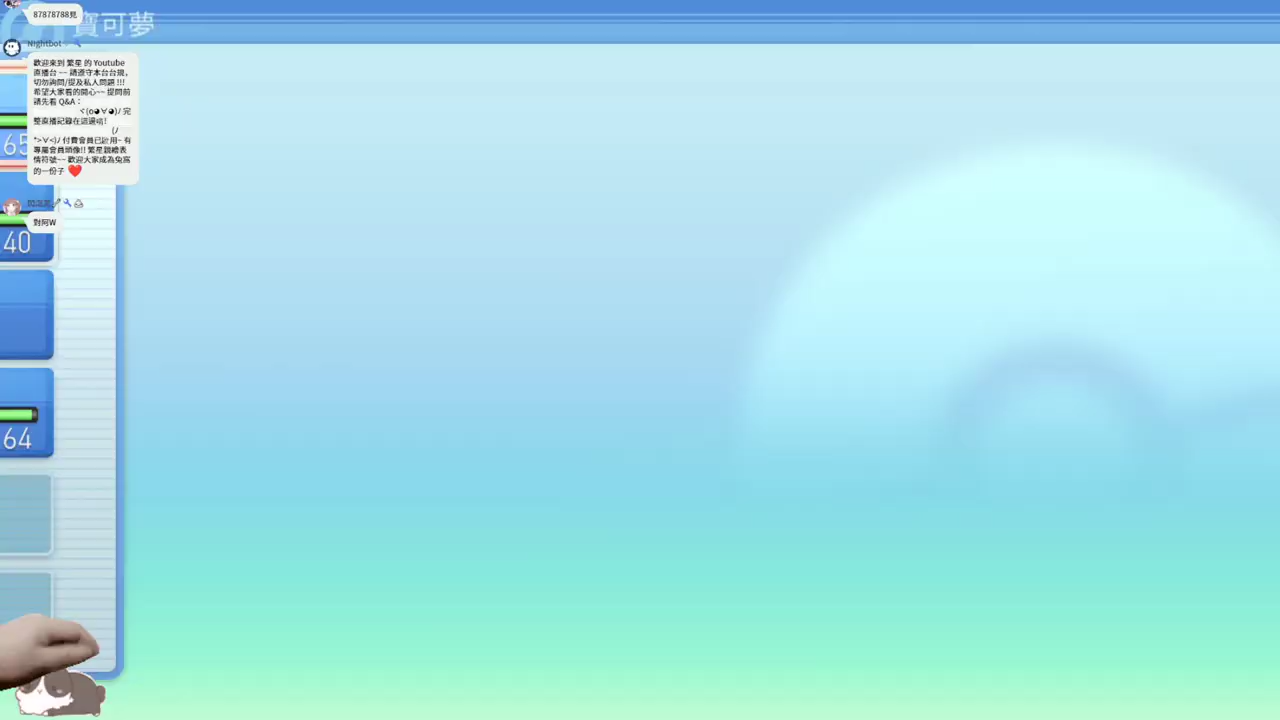 87878788見
寶可夢
Nightbot
歡迎來到 繁星 的 Youtube
直播台 ~~ 請遵守本台台規,
切勿詢問/提及私人問題 !!!
希望大家看的開心~~ 提問前
請先看 Q&A：
ヾ(o◕∀◕)ﾉ 完
整直播記錄在這邊唷!
(ﾉ
*>∀<)ﾉ 付費會員已啟用~ 有
專屬會員頭像!! 繁星親繪表
情符號~~ 歡迎大家成為兔窩
的一份子 ❤️
65
對阿W
40
64